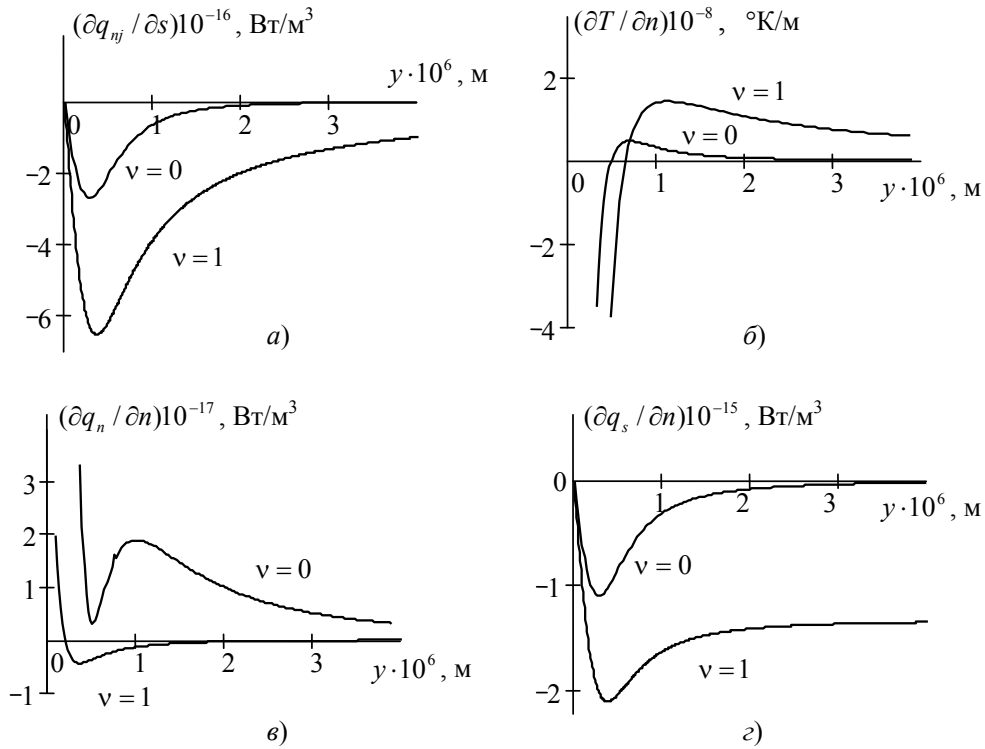 (∂q_{nj} / ∂s)10^{−16}, Вт/м^3
y·10^6, м
0 1 2 3
ν = 0
−2
ν = 1
−4
−6
а)
(∂T / ∂n)10^{−8}, °K/м
2
ν = 1
ν = 0
0 1 2 3
y·10^6, м
−2
−4
б)
(∂q_n / ∂n)10^{−17}, Вт/м^3
3
2
ν = 0
1
0 1 2 3
y·10^6, м
−1
ν = 1
в)
(∂q_s / ∂n)10^{−15}, Вт/м^3
0
1 2 3
y·10^6, м
ν = 0
−1
ν = 1
−2
г)